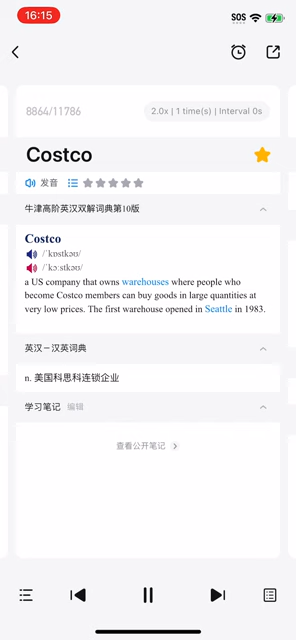 16:15
SOS
8864/11786
2.0x | 1 time(s) | Interval 0s
Costco
发音
牛津高阶英汉双解词典第10版
Costco
/ˈkɒstkəʊ/
/ˈkɔːstkəʊ/
a US company that owns warehouses where people who
become Costco members can buy goods in large quantities at
very low prices. The first warehouse opened in Seattle in 1983.
英汉－汉英词典
n. 美国科思科连锁企业
学习笔记 编辑
查看公开笔记